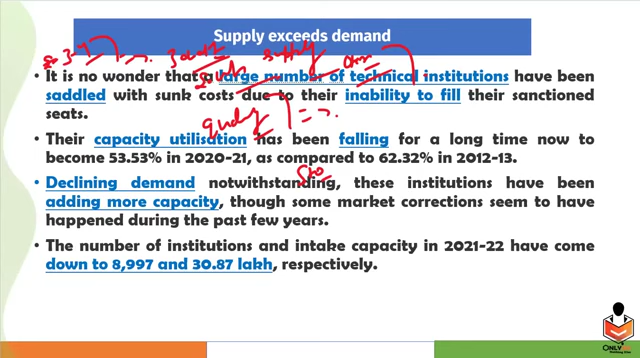 Supply exceeds demand
• It is no wonder that a large number of technical institutions have been
saddled with sunk costs due to their inability to fill their sanctioned
seats.
• Their capacity utilisation has been falling for a long time now to
become 53.53% in 2020-21, as compared to 62.32% in 2012-13.
• Declining demand notwithstanding, these institutions have been
adding more capacity, though some market corrections seem to have
happened during the past few years.
• The number of institutions and intake capacity in 2021-22 have come
down to 8,997 and 30.87 lakh, respectively.
supply
quality
ONLY